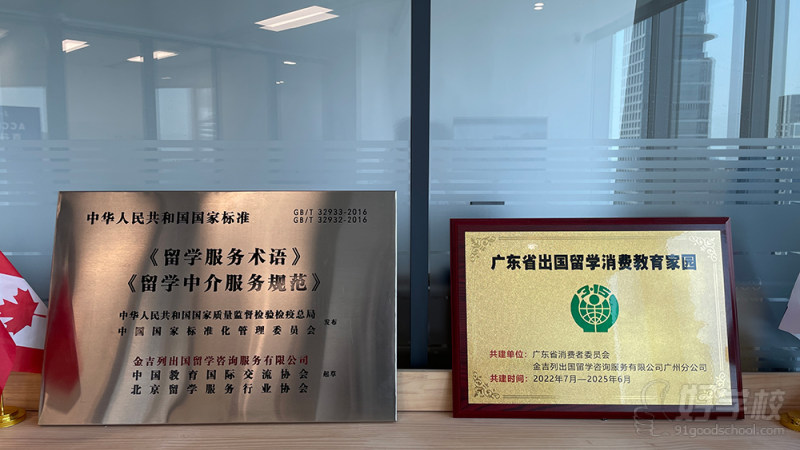 中华人民共和国国家标准
GB/T 32933-2016
GB/T 32932-2016
《留学服务术语》
《留学中介服务规范》
中华人民共和国国家质量监督检验检疫总局
中国国家标准化管理委员会
发布
金吉列出国留学咨询服务有限公司
中国教育国际交流协会
北京留学服务行业协会
起草
广东省出国留学消费教育家园
3·15
共建单位：广东省消费者委员会
金吉列出国留学咨询服务有限公司广州分公司
共建时间：2022年7月—2025年6月
好学校
91goodschool.com